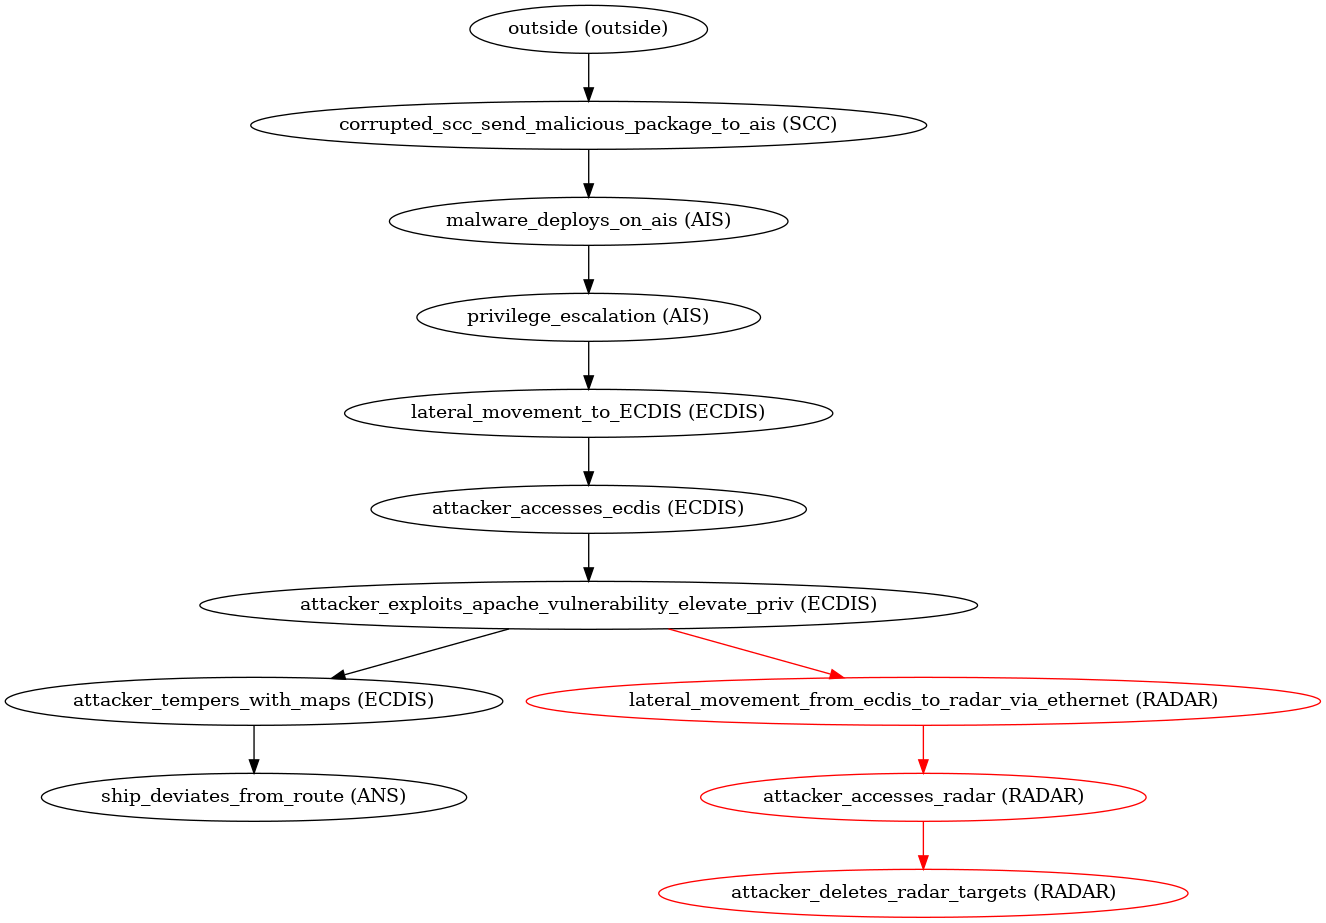 outside (outside)
corrupted_scc_send_malicious_package_to_ais (SCC)
malware_deploys_on_ais (AIS)
privilege_escalation (AIS)
lateral_movement_to_ECDIS (ECDIS)
attacker_accesses_ecdis (ECDIS)
attacker_exploits_apache_vulnerability_elevate_priv (ECDIS)
attacker_tempers_with_maps (ECDIS)
lateral_movement_from_ecdis_to_radar_via_ethernet (RADAR)
ship_deviates_from_route (ANS)
attacker_accesses_radar (RADAR)
attacker_deletes_radar_targets (RADAR)